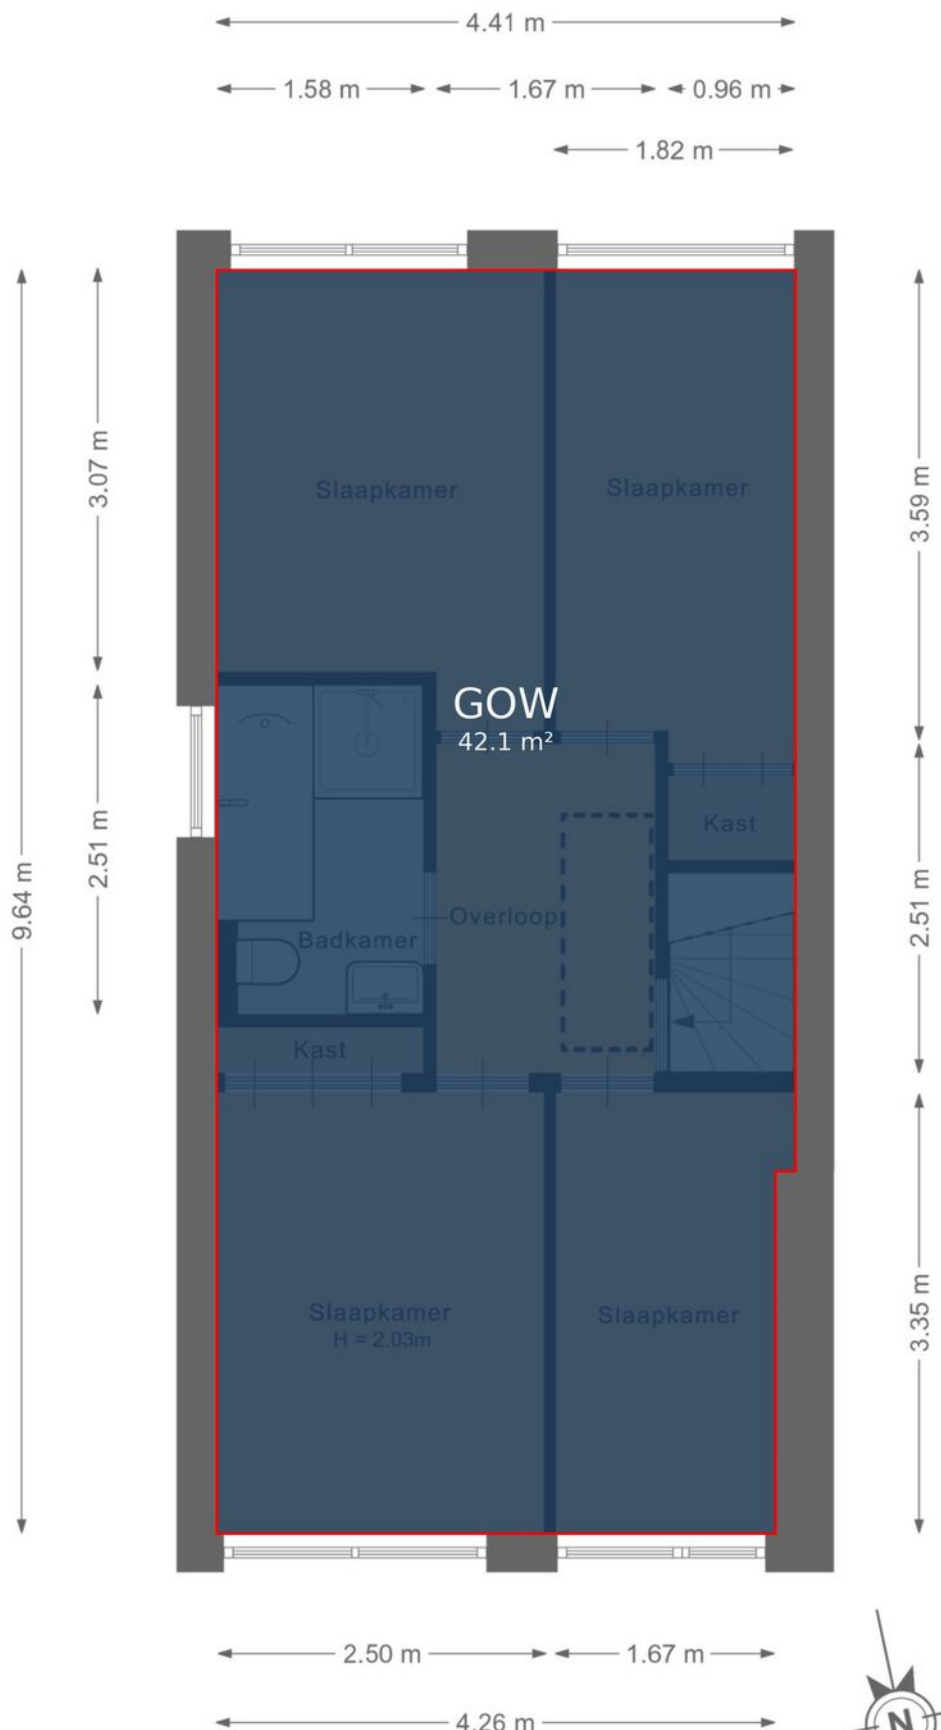 4.41 m
1.58 m
1.67 m
0.96 m
1.82 m
3.07 m
3.59 m
Slaapkamer
Slaapkamer
GOW
42.1 m²
Kast
9.64 m
2.51 m
2.51 m
Overloop
Badkamer
Kast
3.35 m
Slaapkamer
H = 2.03m
Slaapkamer
2.50 m
1.67 m
4.26 m
N